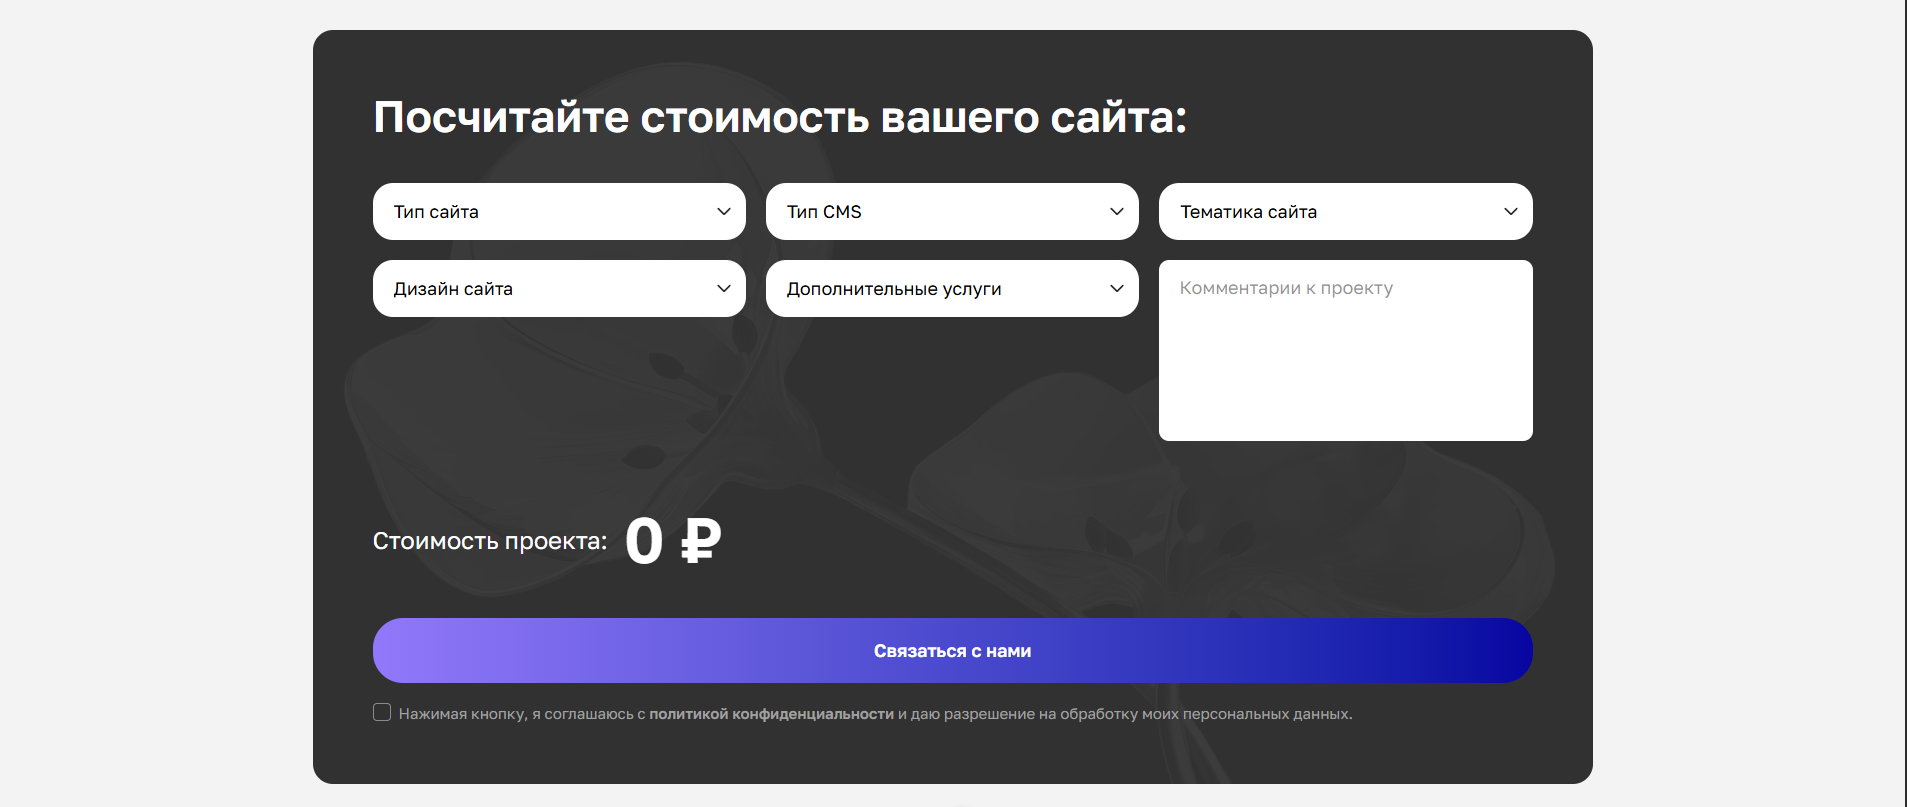 Посчитайте стоимость вашего сайта:
Тип сайта
Тип CMS
Тематика сайта
Дизайн сайта
Дополнительные услуги
Комментарии к проекту
Стоимость проекта: 0 ₽
Связаться с нами
Нажимая кнопку, я соглашаюсь с политикой конфиденциальности и даю разрешение на обработку моих персональных данных.